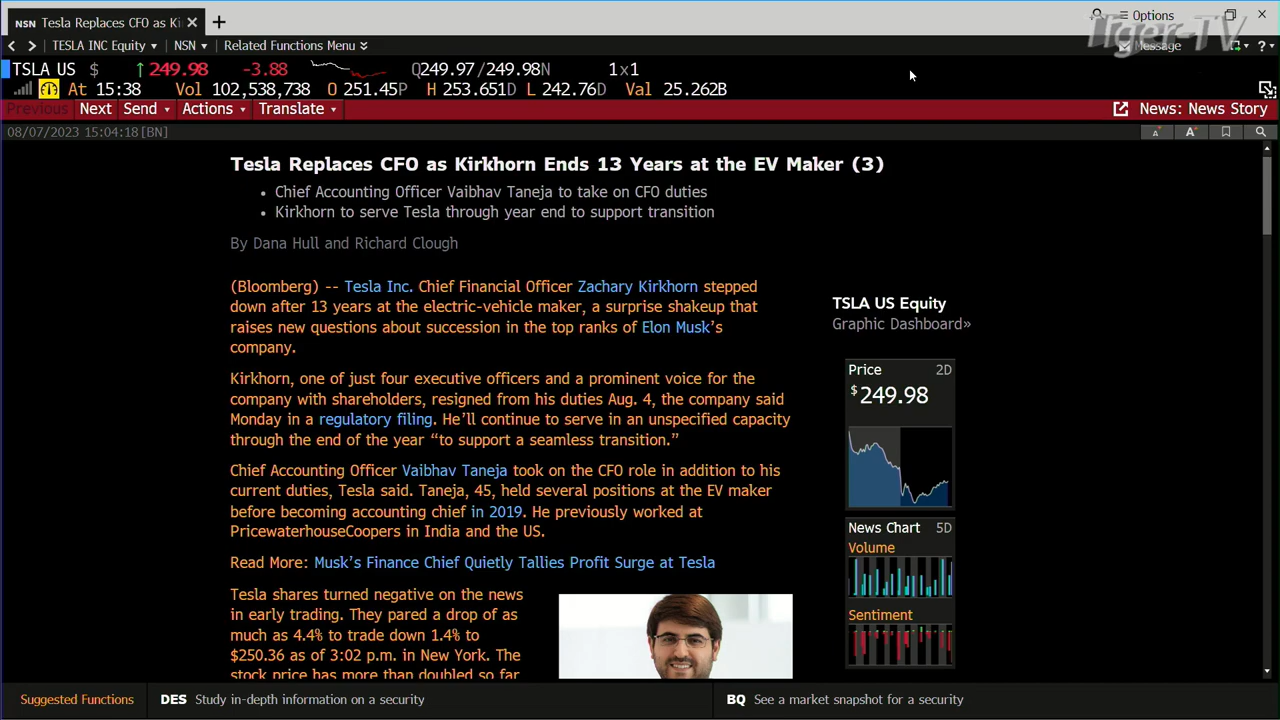 NSN Tesla Replaces CFO as Ki
Options
TESLA INC Equity
NSN
Related Functions Menu
Message
Tiger-TV
TSLA US $ ↑ 249.98 -3.88 Q249.97/249.98N 1x1
At 15:38 Vol 102,538,738 O 251.45P H 253.651D L 242.76D Val 25.262B
Previous Next Send Actions Translate News: News Story
08/07/2023 15:04:18[BN]
Tesla Replaces CFO as Kirkhorn Ends 13 Years at the EV Maker (3)
• Chief Accounting Officer Vaibhav Taneja to take on CFO duties
• Kirkhorn to serve Tesla through year end to support transition
By Dana Hull and Richard Clough
(Bloomberg) -- Tesla Inc. Chief Financial Officer Zachary Kirkhorn stepped
down after 13 years at the electric-vehicle maker, a surprise shakeup that
raises new questions about succession in the top ranks of Elon Musk's
company.
Kirkhorn, one of just four executive officers and a prominent voice for the
company with shareholders, resigned from his duties Aug. 4, the company said
Monday in a regulatory filing. He'll continue to serve in an unspecified capacity
through the end of the year “to support a seamless transition.”
Chief Accounting Officer Vaibhav Taneja took on the CFO role in addition to his
current duties, Tesla said. Taneja, 45, held several positions at the EV maker
before becoming accounting chief in 2019. He previously worked at
PricewaterhouseCoopers in India and the US.
Read More: Musk's Finance Chief Quietly Tallies Profit Surge at Tesla
Tesla shares turned negative on the news
in early trading. They pared a drop of as
much as 4.4% to trade down 1.4% to
$250.36 as of 3:02 p.m. in New York. The
stock price has more than doubled so far
TSLA US Equity
Graphic Dashboard»
Price 2D
$249.98
News Chart 5D
Volume
Sentiment
Suggested Functions
DES Study in-depth information on a security
BQ See a market snapshot for a security